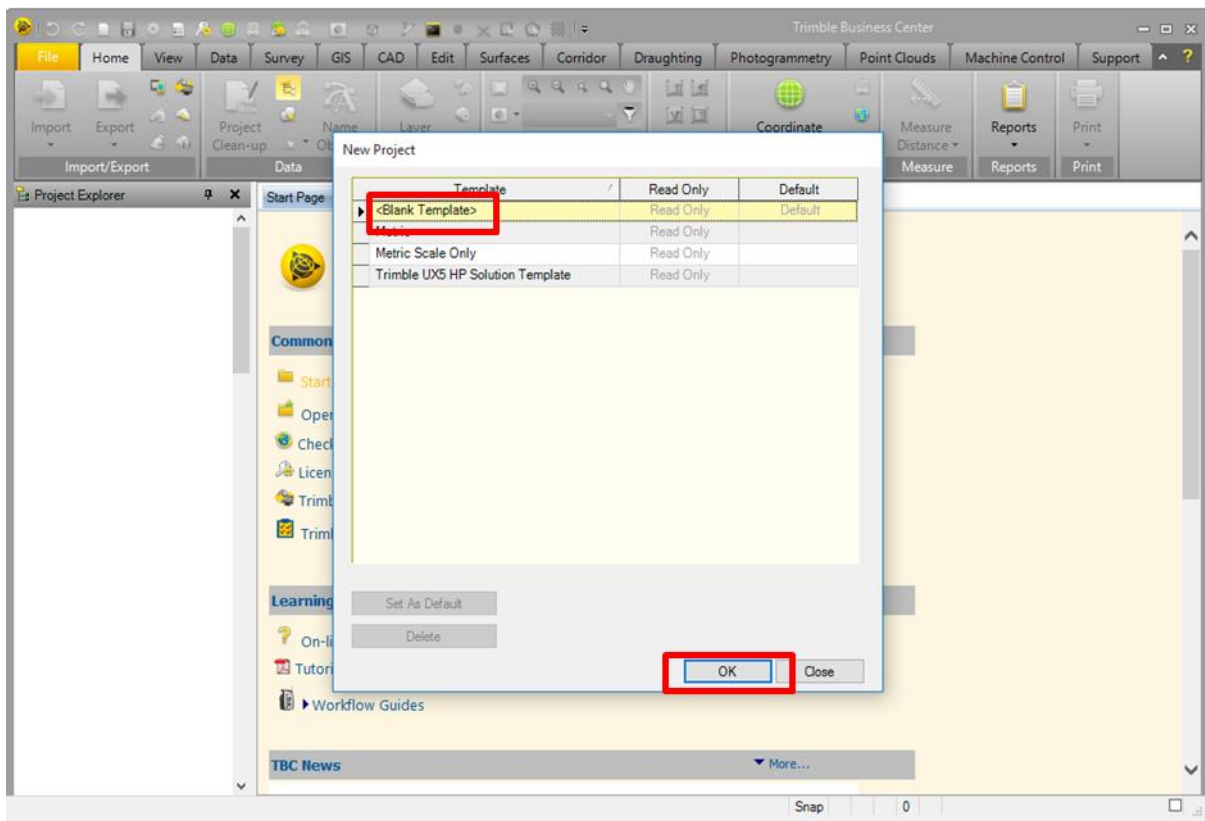 Trimble Business Center
File Home View Data Survey GIS CAD Edit Surfaces Corridor Draughting Photogrammetry Point Clouds Machine Control Support
Import Export Project Clean-up Name Layer Coordinate Measure Distance Reports Print
Import/Export Data Measure Reports Print
Project Explorer
Start Page
New Project
Template Read Only Default
<Blank Template> Read Only Default
Metric Read Only
Metric Scale Only Read Only
Trimble UX5 HP Solution Template Read Only
Common
Start
Licen
Learning
Set As Default
Delete
OK Close
Workflow Guides
TBC News
More...
Snap 0